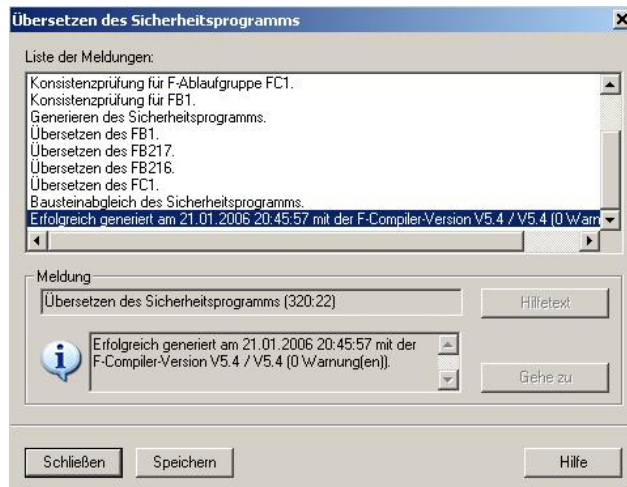 Übersetzen des Sicherheitsprogramms
Liste der Meldungen:
Konsistenzprüfung für F-Ablaufgruppe FC1.
Konsistenzprüfung für FB1.
Generieren des Sicherheitsprogramms.
Übersetzen des FB1.
Übersetzen des FB217.
Übersetzen des FB216.
Übersetzen des FC1.
Bausteinabgleich des Sicherheitsprogramms.
Erfolgreich generiert am 21.01.2006 20:45:57 mit der F-Compiler-Version V5.4 / V5.4 (0 Warn
Meldung
Übersetzen des Sicherheitsprogramms (320:22)
Hilfetext
Erfolgreich generiert am 21.01.2006 20:45:57 mit der
F-Compiler-Version V5.4 / V5.4 (0 Warnung(en)).
Gehe zu
Schließen
Speichern
Hilfe